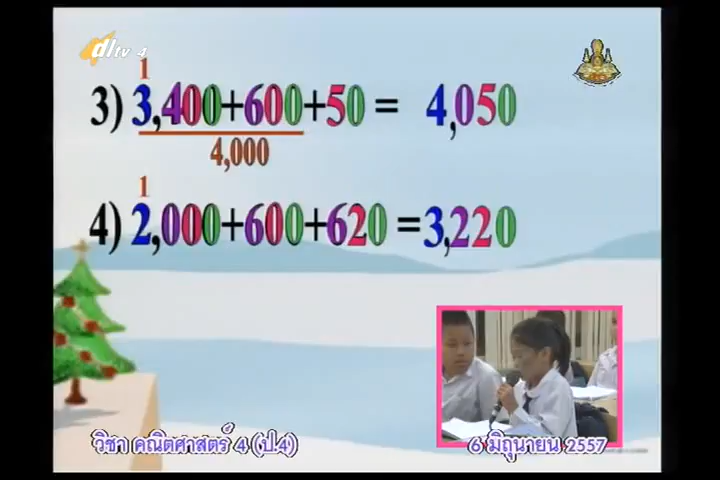 dltv 4
1
3) 3,400+600+50 = 4,050
4,000
1
4) 2,000+600+620 =3,220
วิชา คณิตศาสตร์ 4 (ป.4)
6 มิถุนายน 2557